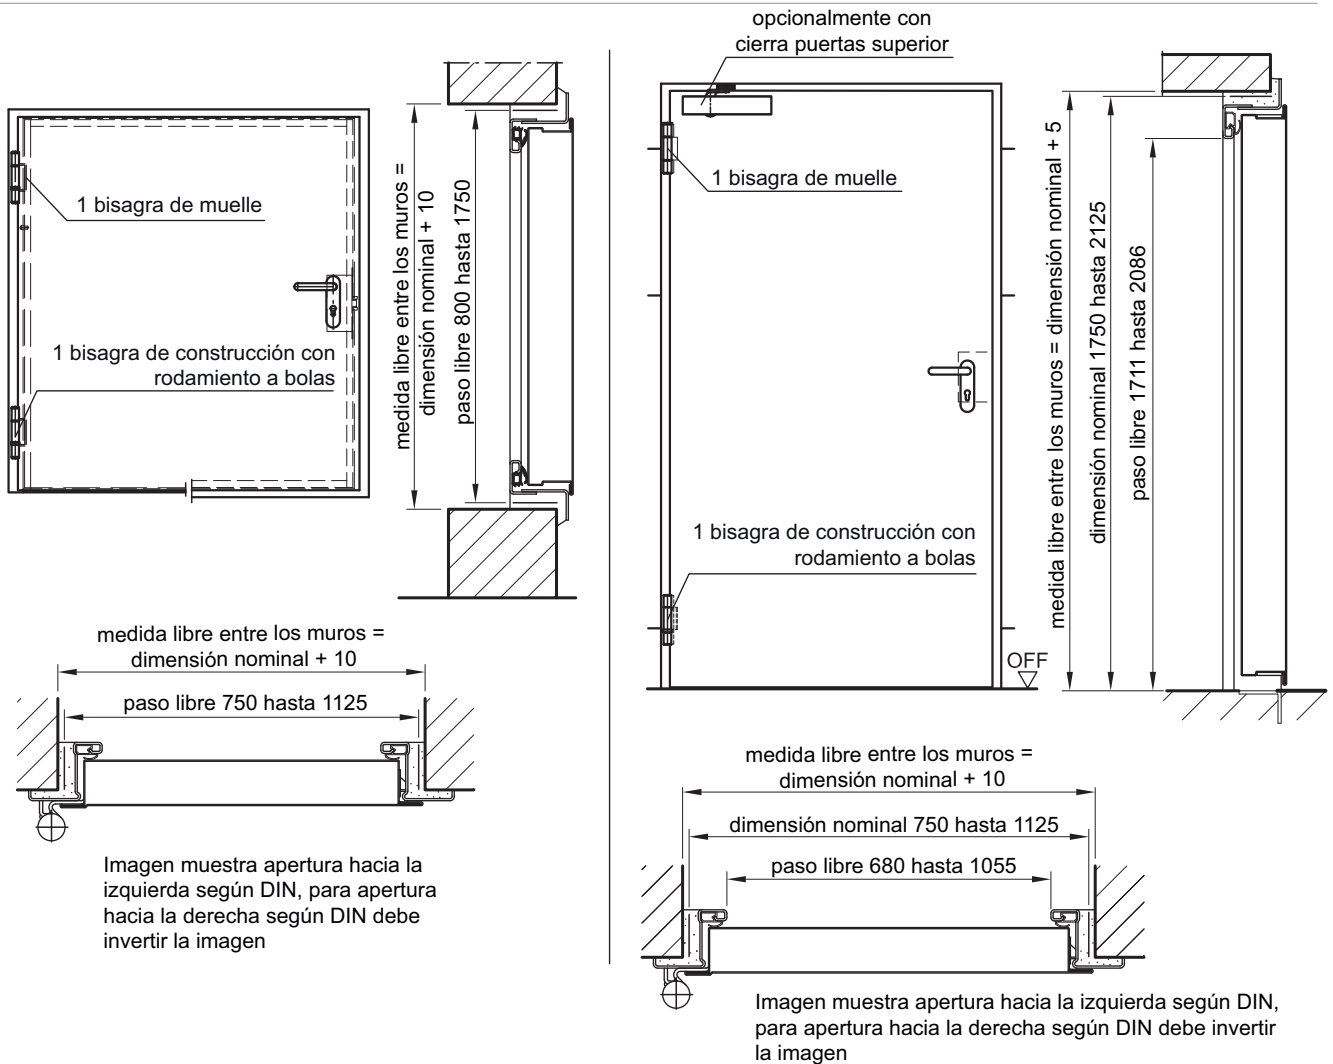 1 bisagra de muelle
1 bisagra de construcción con
rodamiento a bolas
medida libre entre los muros =
dimensión nominal + 10
paso libre 800 hasta 1750
medida libre entre los muros =
dimensión nominal + 10
paso libre 750 hasta 1125
Imagen muestra apertura hacia la
izquierda según DIN, para apertura
hacia la derecha según DIN debe
invertir la imagen
opcionalmente con
cierra puertas superior
1 bisagra de muelle
1 bisagra de construcción con
rodamiento a bolas
OFF
medida libre entre los muros = dimensión nominal + 5
dimensión nominal 1750 hasta 2125
paso libre 1711 hasta 2086
medida libre entre los muros =
dimensión nominal + 10
dimensión nominal 750 hasta 1125
paso libre 680 hasta 1055
Imagen muestra apertura hacia la izquierda según DIN,
para apertura hacia la derecha según DIN debe invertir
la imagen